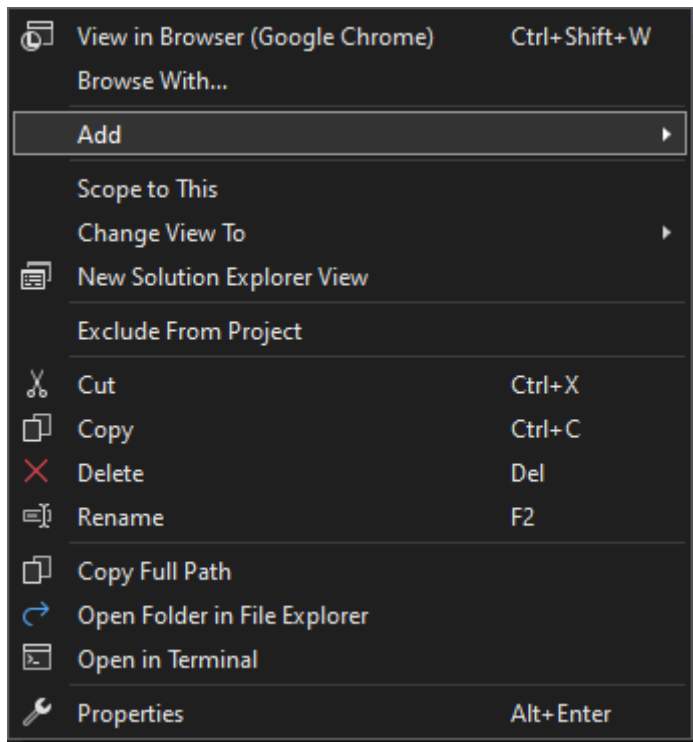 View in Browser (Google Chrome) Ctrl+Shift+W
Browse With...
Add
Scope to This
Change View To
New Solution Explorer View
Exclude From Project
Cut Ctrl+X
Copy Ctrl+C
Delete Del
Rename F2
Copy Full Path
Open Folder in File Explorer
Open in Terminal
Properties Alt+Enter